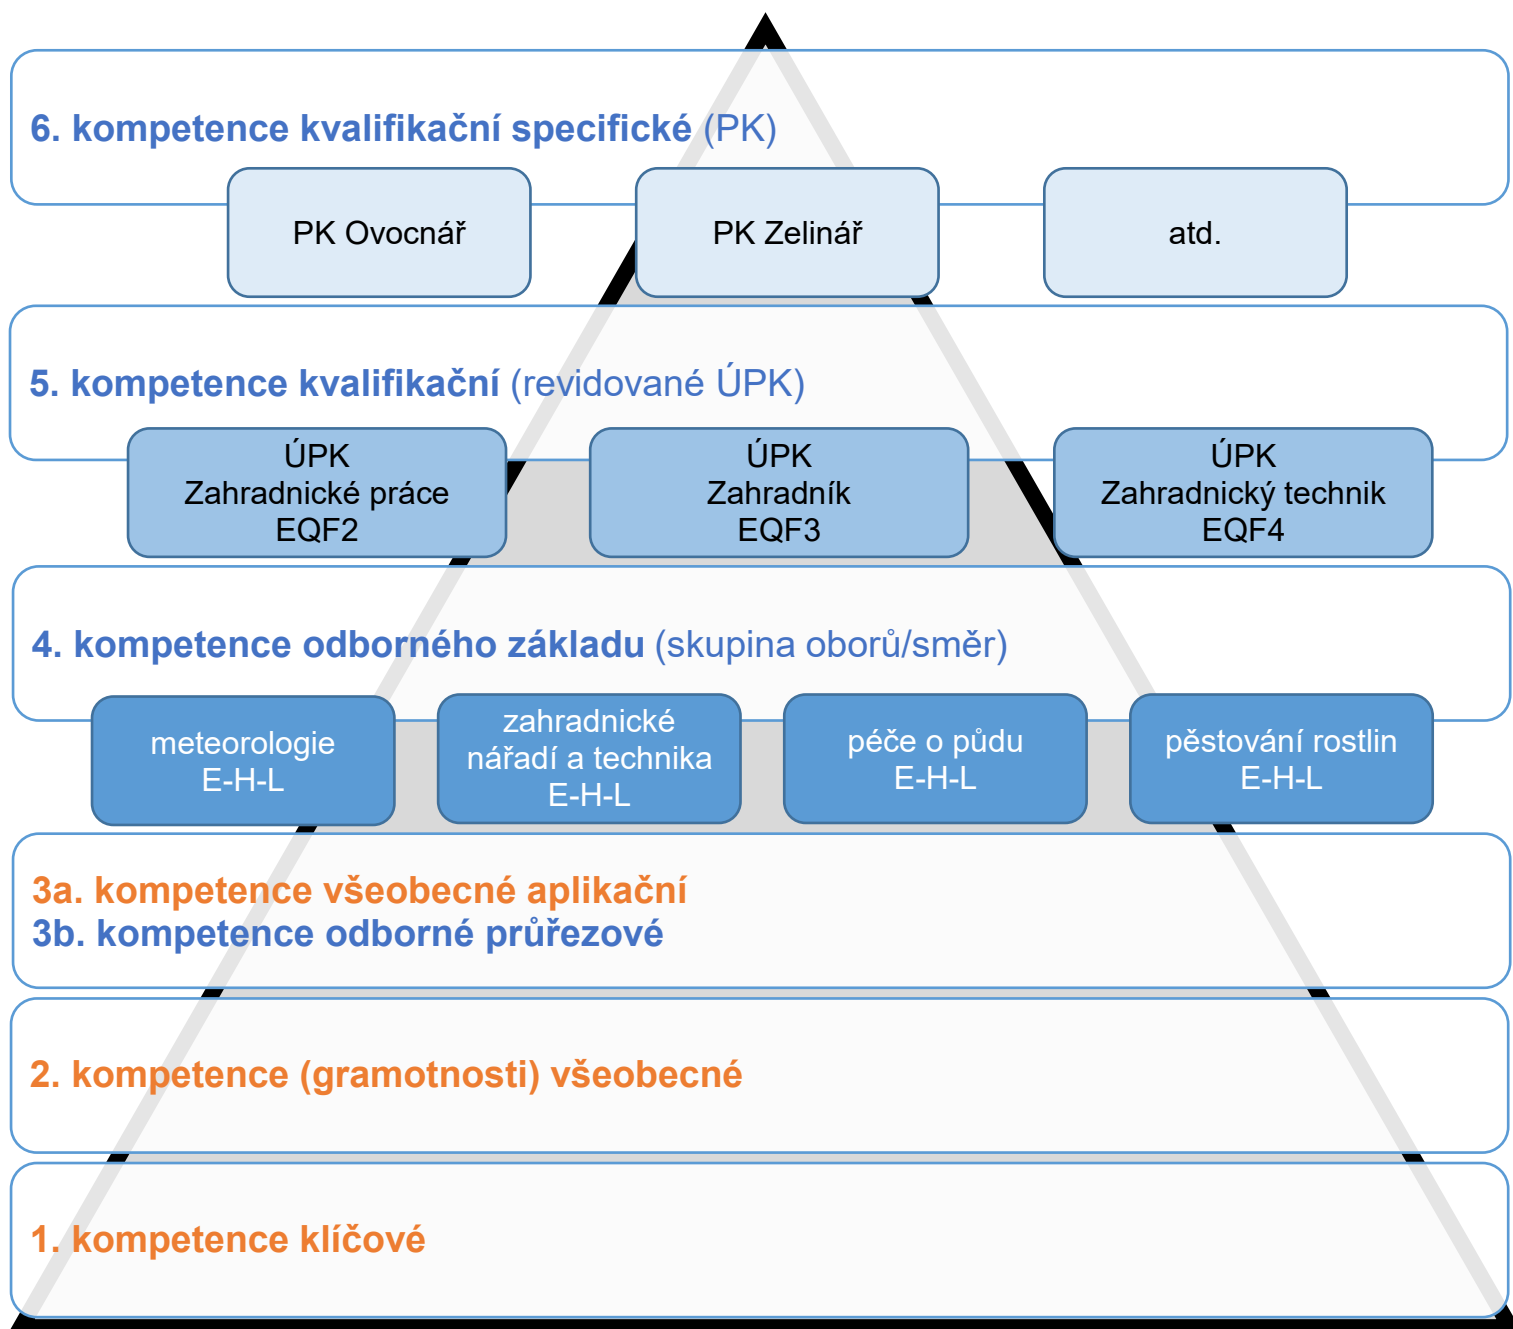 6. kompetence kvalifikační specifické (PK)
PK Ovocnář
PK Zelinář
atd.
5. kompetence kvalifikační (revidované ÚPK)
ÚPK
Zahradnické práce
EQF2
ÚPK
Zahradník
EQF3
ÚPK
Zahradnický technik
EQF4
4. kompetence odborného základu (skupina oborů/směr)
meteorologie
E-H-L
zahradnické
nářadí a technika
E-H-L
péče o půdu
E-H-L
pěstování rostlin
E-H-L
3a. kompetence všeobecné aplikační
3b. kompetence odborné průřezové
2. kompetence (gramotnosti) všeobecné
1. kompetence klíčové